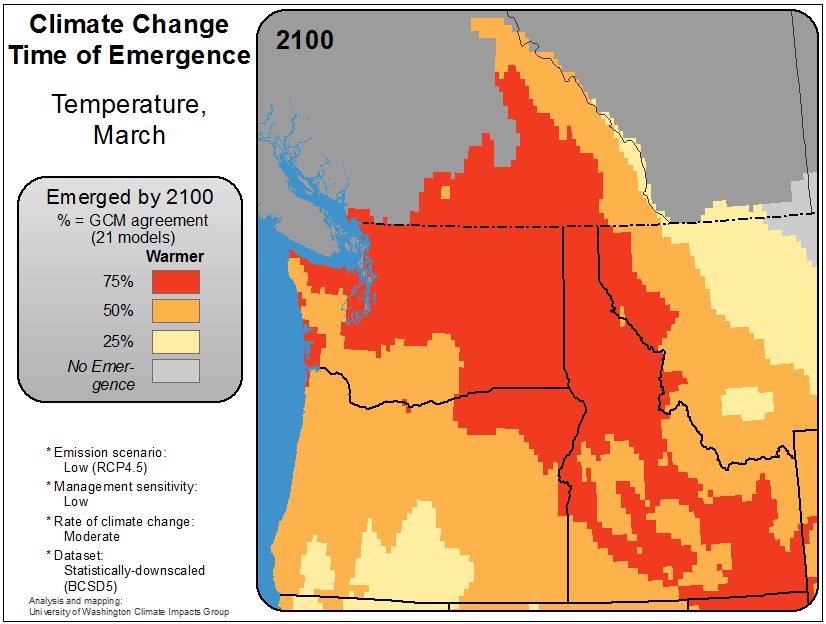 Climate Change
Time of Emergence
Temperature,
March
2100
Emerged by 2100
% = GCM agreement
(21 models)
Warmer
75%
50%
25%
No Emer-
gence
* Emission scenario:
Low (RCP4.5)
* Management sensitivity:
Low
* Rate of climate change:
Moderate
* Dataset:
Statistically-downscaled
(BCSD5)
Analysis and mapping:
University of Washington Climate Impacts Group